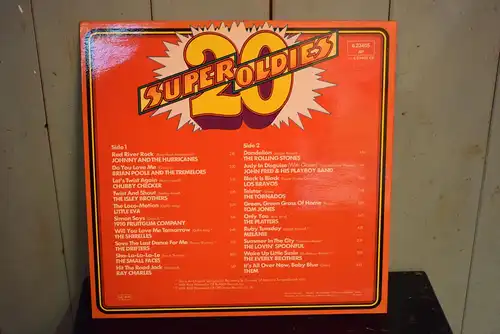 20
SUPER OLDIES
Side 1
Red River Rock
JOHNNY AND THE HURRICANES
Do You Love Me
BRIAN POOLE AND THE TREMELOES
Let's Twist Again
CHUBBY CHECKER
Twist And Shout
THE ISLEY BROTHERS
The Loco-Motion
LITTLE EVA
Simon Says
1910 FRUITGUM COMPANY
Will You Love Me Tomorrow
THE SHIRELLES
Save The Last Dance For Me
THE DRIFTERS
Sha-La-La-La-Lee
THE SMALL FACES
Hit The Road Jack
RAY CHARLES
Side 2
Dandelion
THE ROLLING STONES
Judy In Disguise
JOHN FRED & HIS PLAYBOY BAND
Black Is Black
LOS BRAVOS
Telstar
THE TORNADOS
Green, Green Grass Of Home
TOM JONES
Only You
THE PLATTERS
Ruby Tuesday
MELANIE
Summer In The City
THE LOVIN' SPOONFUL
Wake Up Little Susie
THE EVERLY BROTHERS
It's All Over Now, Baby Blue
THEM